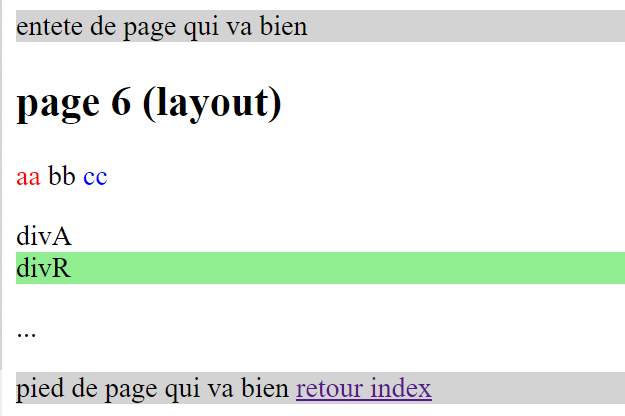 entete de page qui va bien
page 6 (layout)
aa bb cc
divA
divR
...
pied de page qui va bien retour index